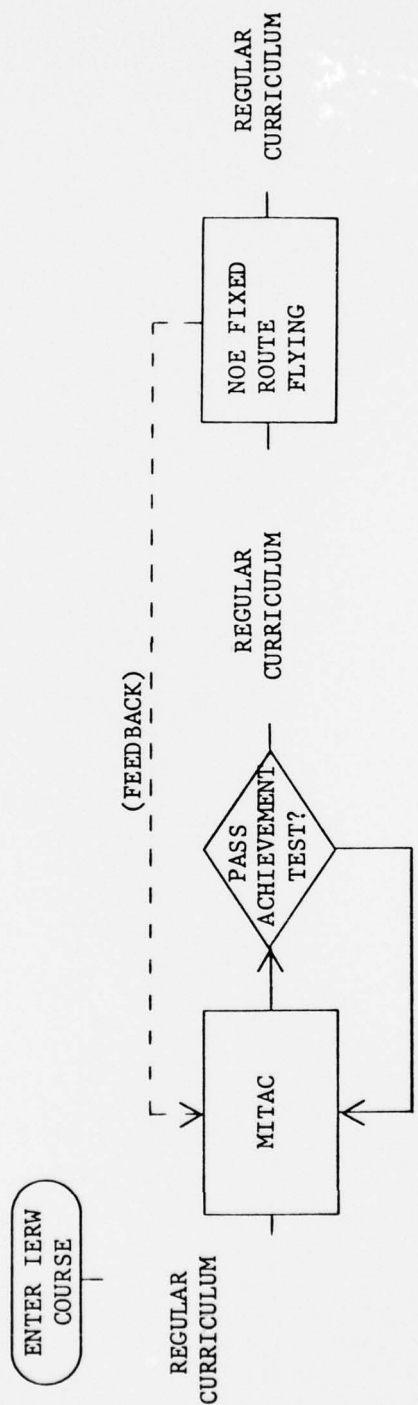 ENTER IERW
COURSE
REGULAR
CURRICULUM
MITAC
PASS
ACHIEVEMENT
TEST?
(FEEDBACK)
REGULAR
CURRICULUM
NOE FIXED
ROUTE
FLYING
REGULAR
CURRICULUM